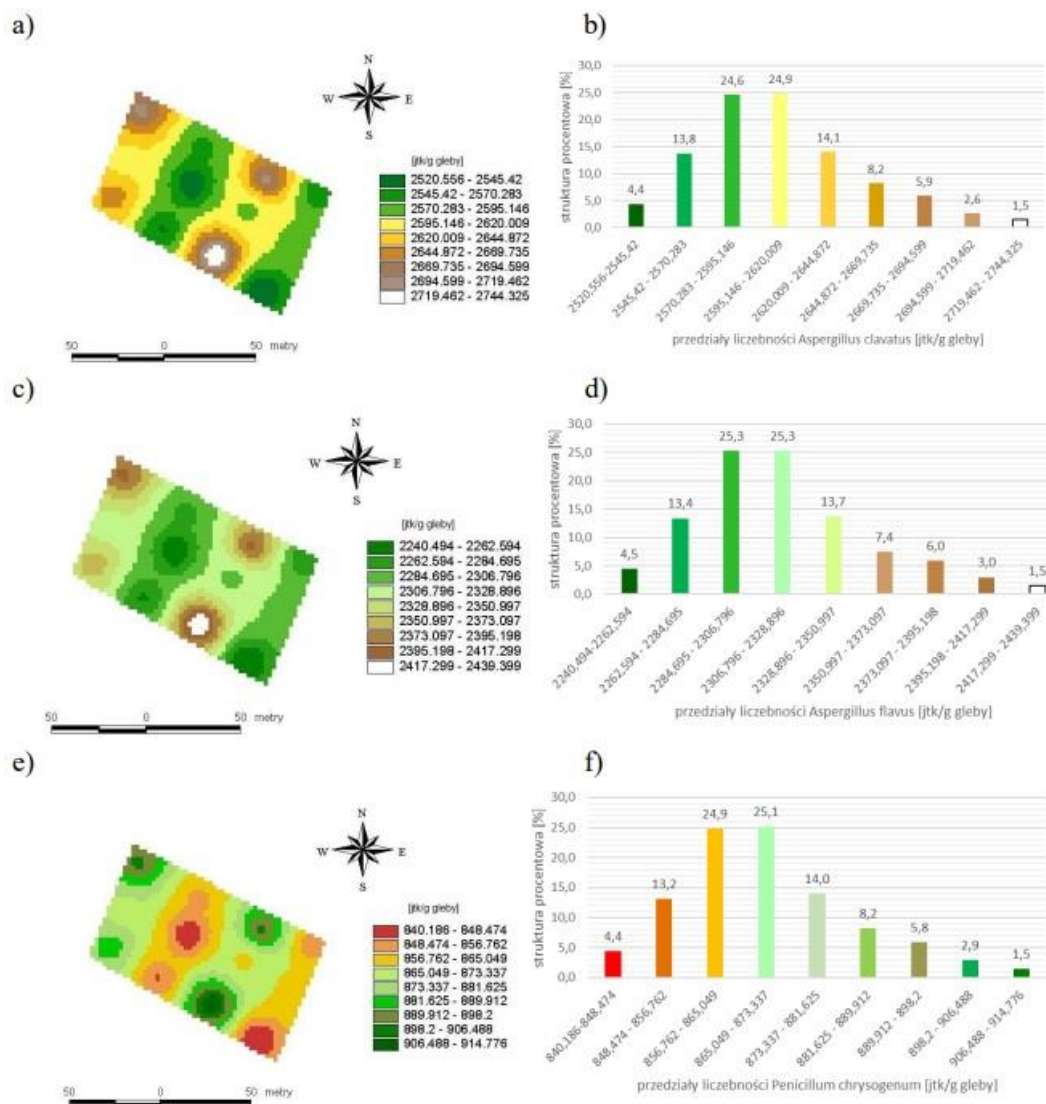 a)
N
W E
S
[jtk/g gleby]
2520.556 - 2545.42
2545.42 - 2570.283
2570.283 - 2595.146
2595.146 - 2620.009
2620.009 - 2644.872
2644.872 - 2669.735
2669.735 - 2694.599
2694.599 - 2719.462
2719.462 - 2744.325
50 0 50 metry
b)
struktura procentowa [%]
30,0
25,0
20,0
15,0
10,0
5,0
0,0
4,4
13,8
24,6
24,9
14,1
8,2
5,9
2,6
1,5
2520,556-2545,42
2545,42 - 2570,283
2570,283 - 2595,146
2595,146 - 2620,009
2620,009 - 2644,872
2644,872 - 2669,735
2669,735 - 2694,599
2694,599 - 2719,462
2719,462 - 2744,325
przedziały liczebności Aspergillus clavatus [jtk/g gleby]
c)
N
W E
S
[jtk/g gleby]
2240.494 - 2262.594
2262.594 - 2284.695
2284.695 - 2306.796
2306.796 - 2328.896
2328.896 - 2350.997
2350.997 - 2373.097
2373.097 - 2395.198
2395.198 - 2417.299
2417.299 - 2439.399
50 0 50 metry
d)
struktura procentowa [%]
30,0
25,0
20,0
15,0
10,0
5,0
0,0
4,5
13,4
25,3
25,3
13,7
7,4
6,0
3,0
1,5
2240,494-2262,594
2262,594 - 2284,695
2284,695 - 2306,796
2306,796 - 2328,896
2328,896 - 2350,997
2350,997 - 2373,097
2373,097 - 2395,198
2395,198 - 2417,299
2417,299 - 2439,399
przedziały liczebności Aspergillus flavus [jtk/g gleby]
e)
N
W E
S
[jtk/g gleby]
840.186 - 848.474
848.474 - 856.762
856.762 - 865.049
865.049 - 873.337
873.337 - 881.625
881.625 - 889.912
889.912 - 898.2
898.2 - 906.488
906.488 - 914.776
50 0 50 metry
f)
struktura procentowa [%]
30,0
25,0
20,0
15,0
10,0
5,0
0,0
4,4
13,2
24,9
25,1
14,0
8,2
5,8
2,9
1,5
840,186-848,474
848,474 - 856,762
856,762 - 865,049
865,049 - 873,337
873,337 - 881,625
881,625 - 889,912
889,912 - 898,2
898,2 - 906,488
906,488 - 914,776
przedziały liczebności Penicillum chrysogenum [jtk/g gleby]